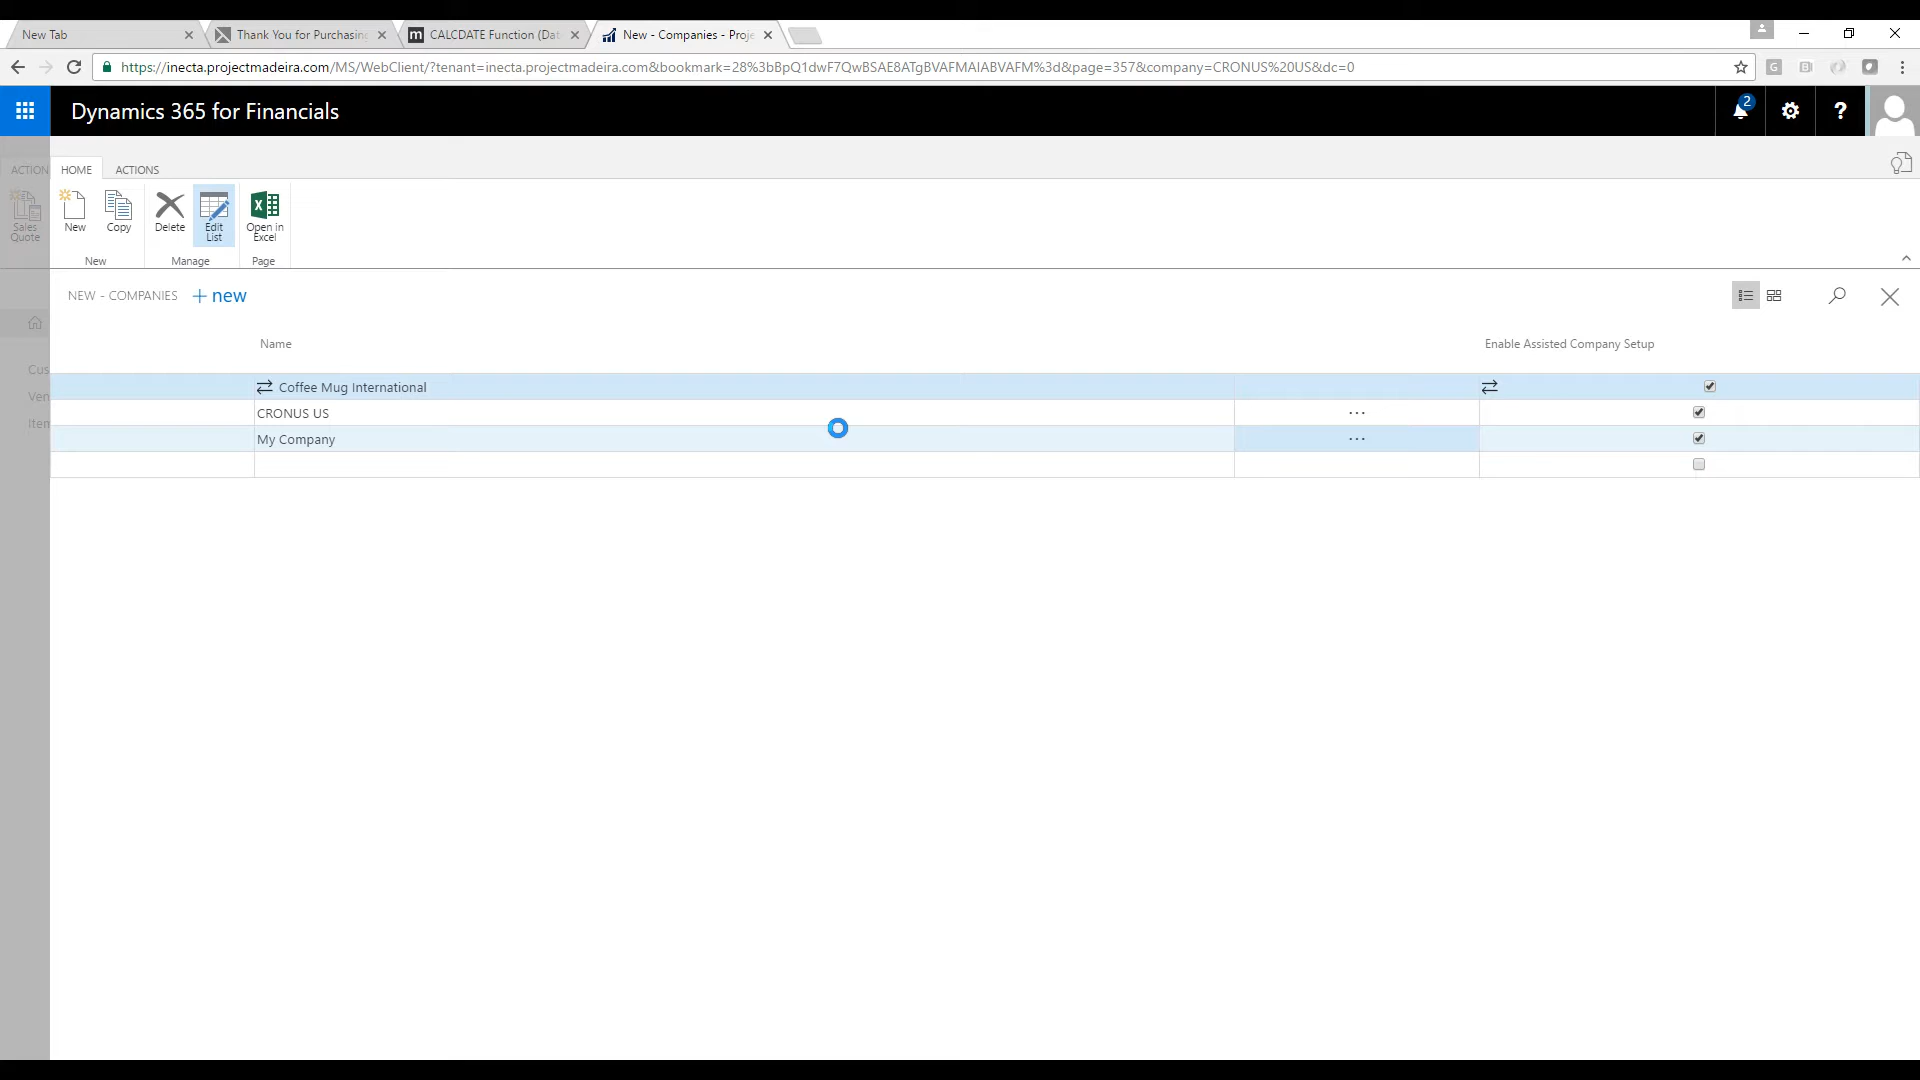 New Tab
Thank You for Purchasing
CALCDATE Function (Dat
New - Companies - Proje
https://inecta.projectmadeira.com/MS/WebClient/?tenant=inecta.projectmadeira.com&bookmark=28%3bBpQ1dwF7QwBSAE8ATgBVAFMAIABVAFM%3d&page=357&company=CRONUS%20US&dc=0
Dynamics 365 for Financials
2
?
ACTION
HOME
ACTIONS
Sales
Quote
New
Copy
Delete
Edit
List
Open in
Excel
New
Manage
Page
NEW - COMPANIES
+ new
Cus
Ven
Item
Name
Enable Assisted Company Setup
Coffee Mug International
CRONUS US
...
My Company
...